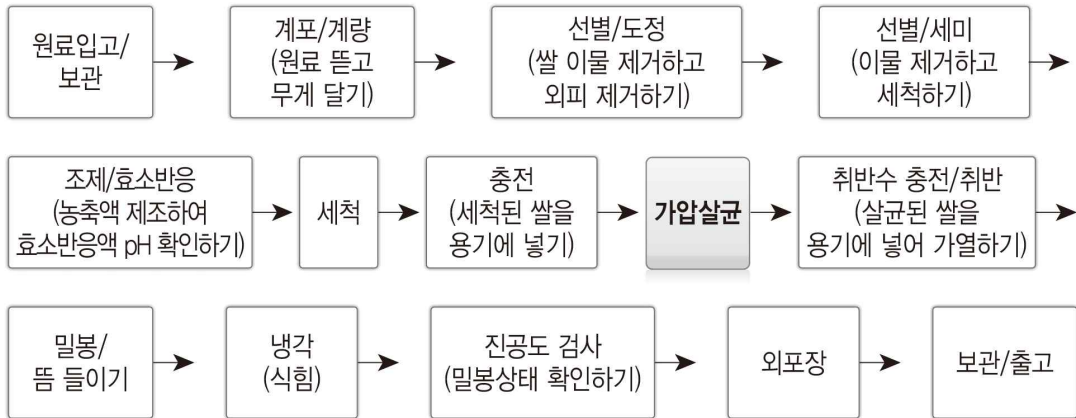 원료입고/
보관
계포/계량
(원료 뜯고
무게 달기)
선별/도정
(쌀 이물 제거하고
외피 제거하기)
선별/세미
(이물 제거하고
세척하기)
조제/효소반응
(농축액 제조하여
효소반응액 pH 확인하기)
세척
충전
(세척된 쌀을
용기에 넣기)
가압살균
취반수 충전/취반
(살균된 쌀을
용기에 넣어 가열하기)
밀봉/
뜸 들이기
냉각
(식힘)
진공도 검사
(밀봉상태 확인하기)
외포장
보관/출고